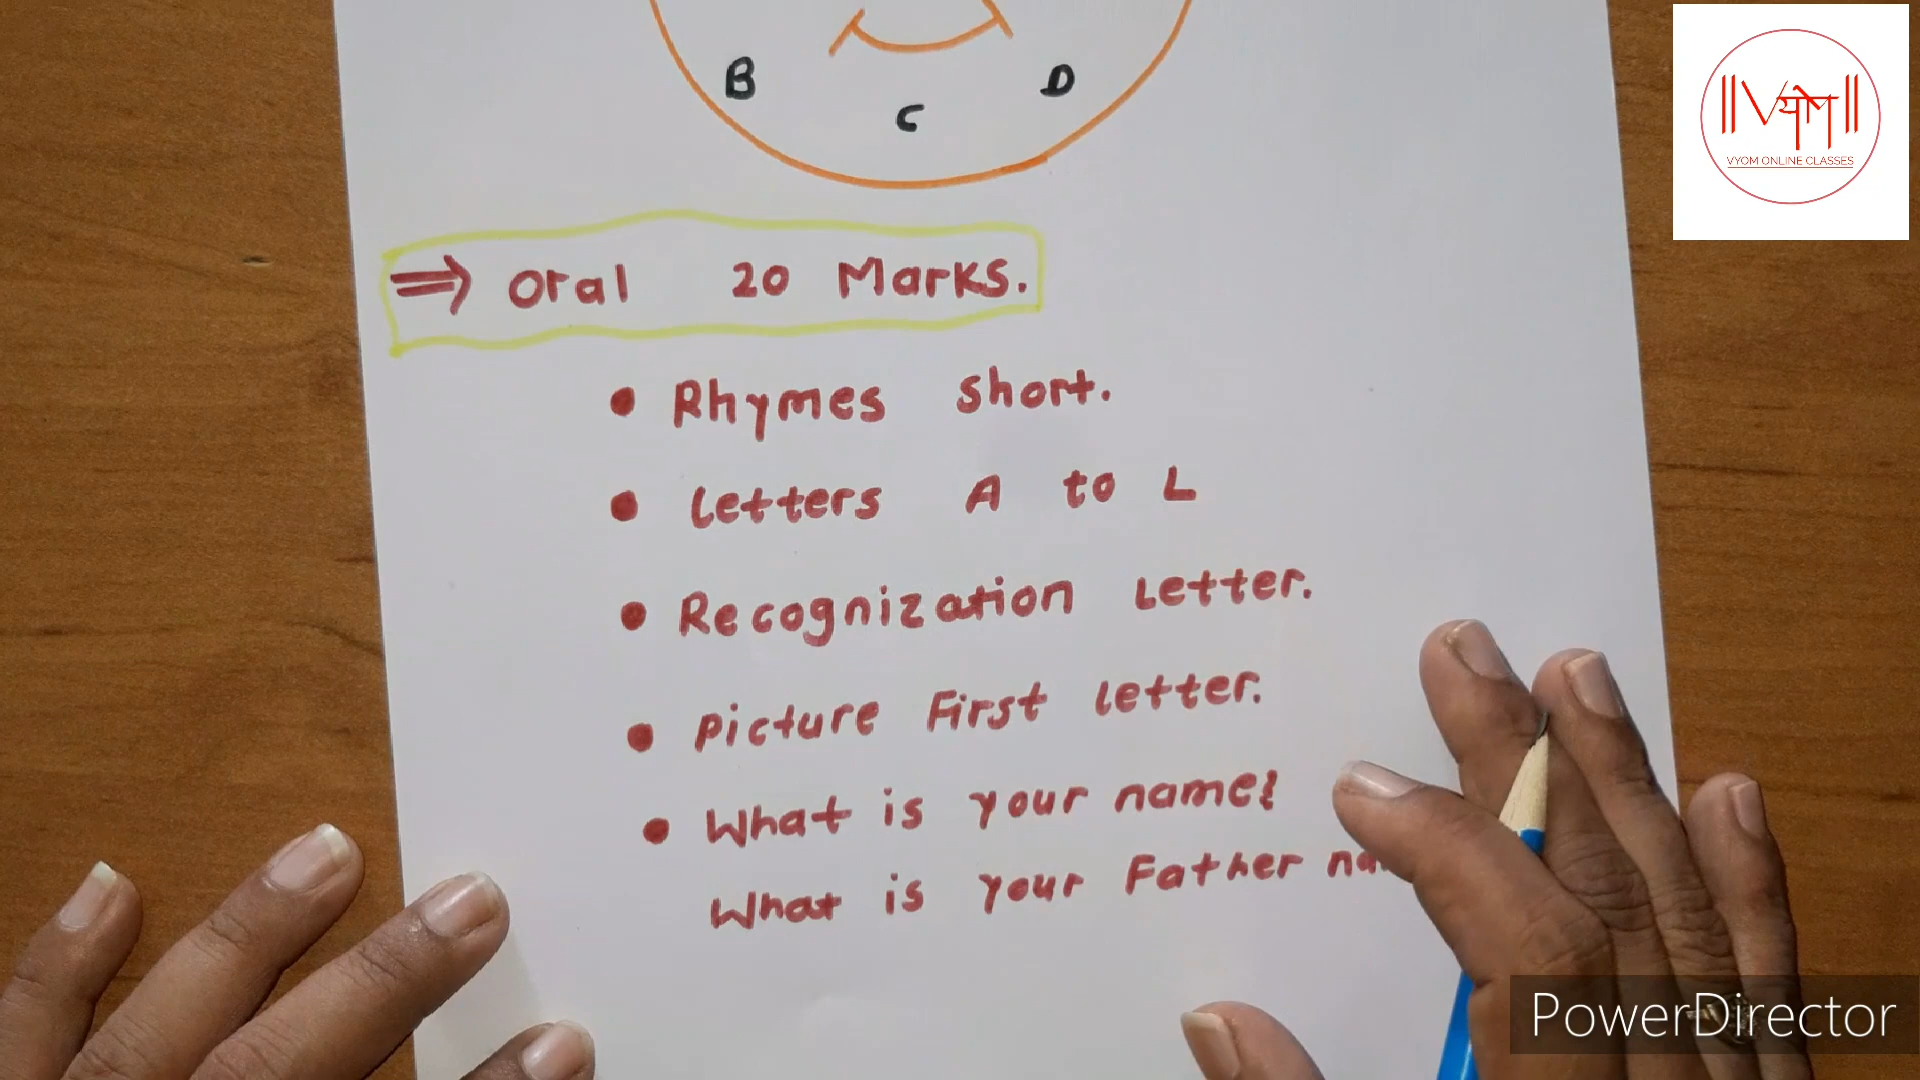 B
D
C
||Vयोम||
VYOM ONLINE CLASSES
⇒ Oral 20 Marks.
• Rhymes short.
• Letters A to L
• Recognization Letter.
• Picture First letter.
• What is your name?
What is your Father
PowerDirector